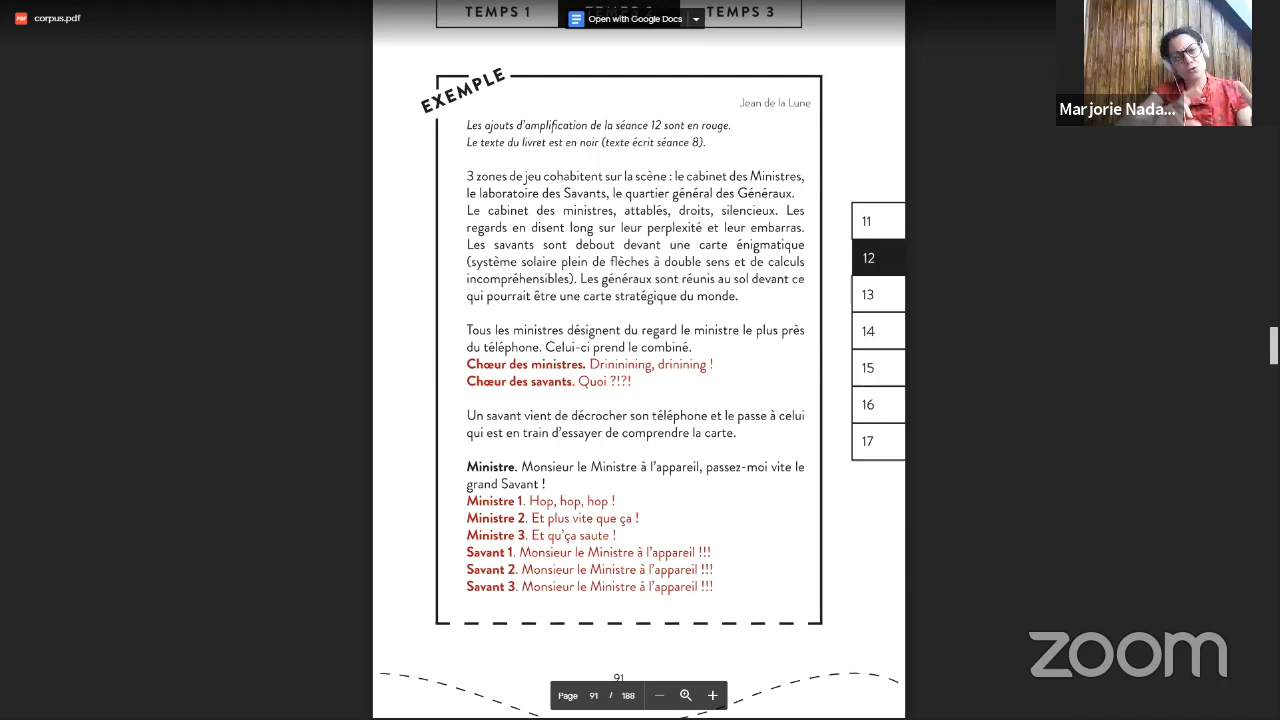 PDF corpus.pdf
TEMPS 1
TEMPS 3
Open with Google Docs
Marjorie Nada...
EXEMPLE
Jean de la Lune
Les ajouts d'amplification de la séance 12 sont en rouge.
Le texte du livret est en noir (texte écrit séance 8).
3 zones de jeu cohabitent sur la scène : le cabinet des Ministres,
le laboratoire des Savants, le quartier général des Généraux.
Le cabinet des ministres, attablés, droits, silencieux. Les
regards en disent long sur leur perplexité et leur embarras.
Les savants sont debout devant une carte énigmatique
(système solaire plein de flèches à double sens et de calculs
incompréhensibles). Les généraux sont réunis au sol devant ce
qui pourrait être une carte stratégique du monde.
Tous les ministres désignent du regard le ministre le plus près
du téléphone. Celui-ci prend le combiné.
Chœur des ministres. Drininining, drinining !
Chœur des savants. Quoi ?!?!
Un savant vient de décrocher son téléphone et le passe à celui
qui est en train d'essayer de comprendre la carte.
Ministre. Monsieur le Ministre à l'appareil, passez-moi vite le
grand Savant !
Ministre 1. Hop, hop, hop !
Ministre 2. Et plus vite que ça !
Ministre 3. Et qu'ça saute !
Savant 1. Monsieur le Ministre à l'appareil !!!
Savant 2. Monsieur le Ministre à l'appareil !!!
Savant 3. Monsieur le Ministre à l'appareil !!!
11
12
13
14
15
16
17
91
Page 91 / 188
zoom